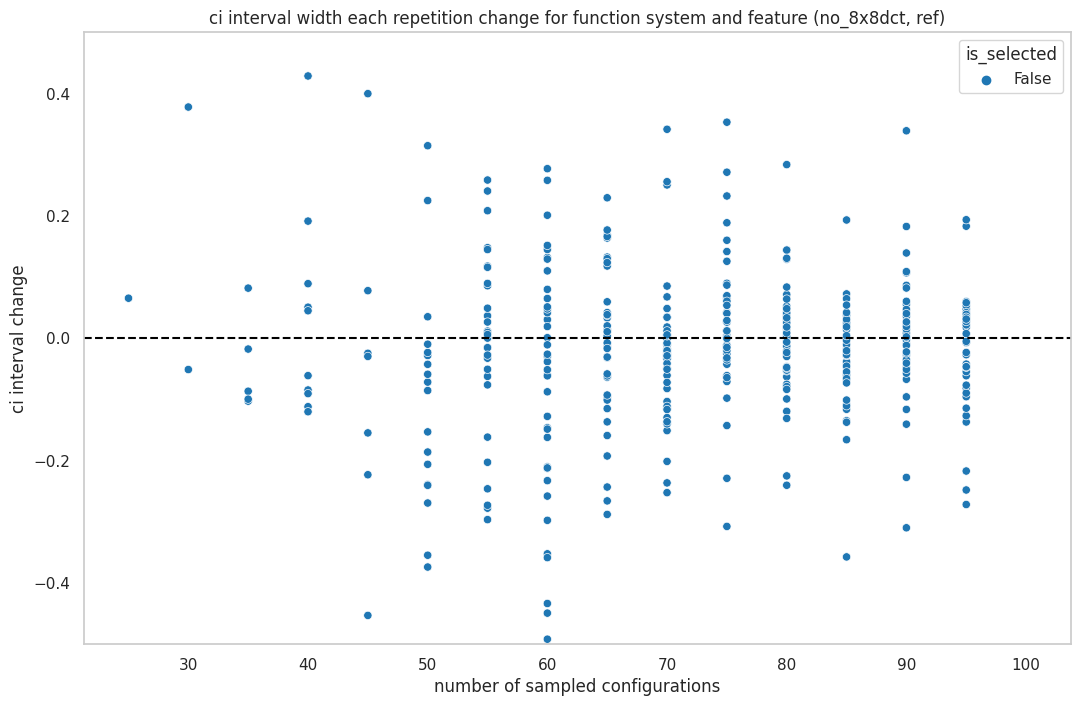 ci interval width each repetition change for function system and feature (no_8x8dct, ref)
is_selected
False
ci interval change
0.4
0.2
0.0
−0.2
−0.4
30 40 50 60 70 80 90 100
number of sampled configurations